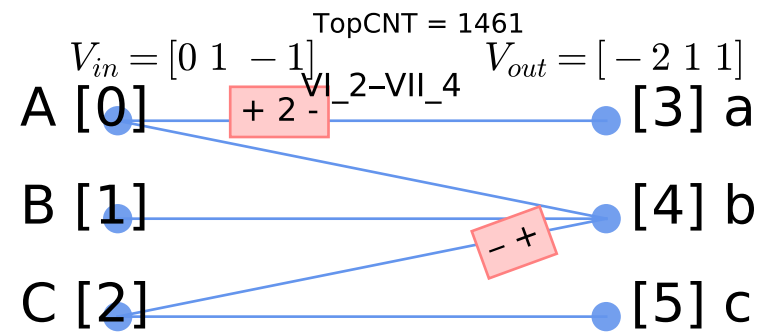 TopCNT = 1461
V_in = [0 1 −1] V_out = [−2 1 1]
VI_2−VII_4
A [0] + 2 - [3] a
B [1] [4] b
− +
C [2] [5] c